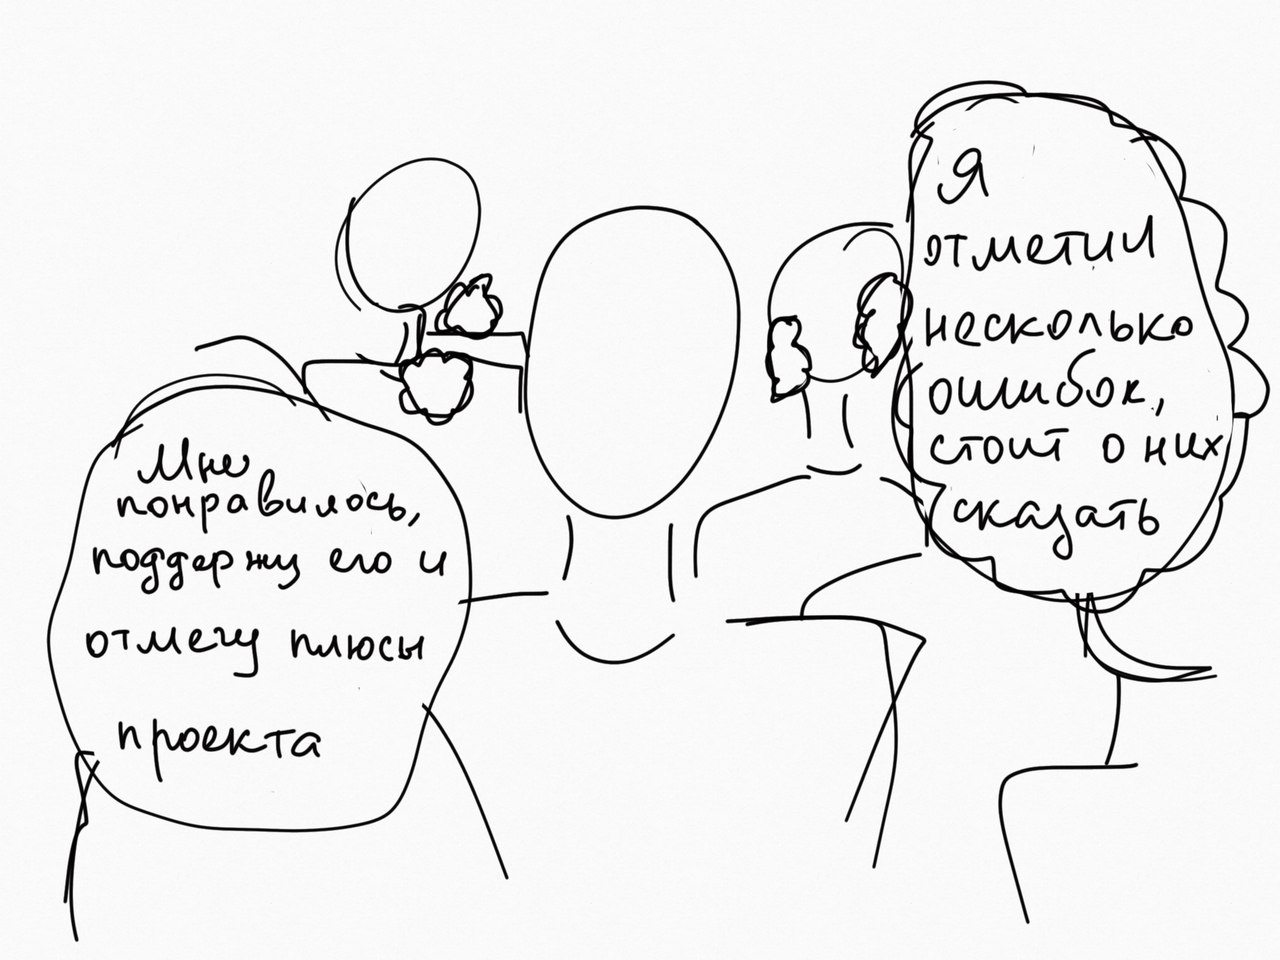 Мне
понравилось,
поддержу его и
отмечу плюсы
проекта
Я
отметил
несколько
ошибок,
стоит о них
сказать